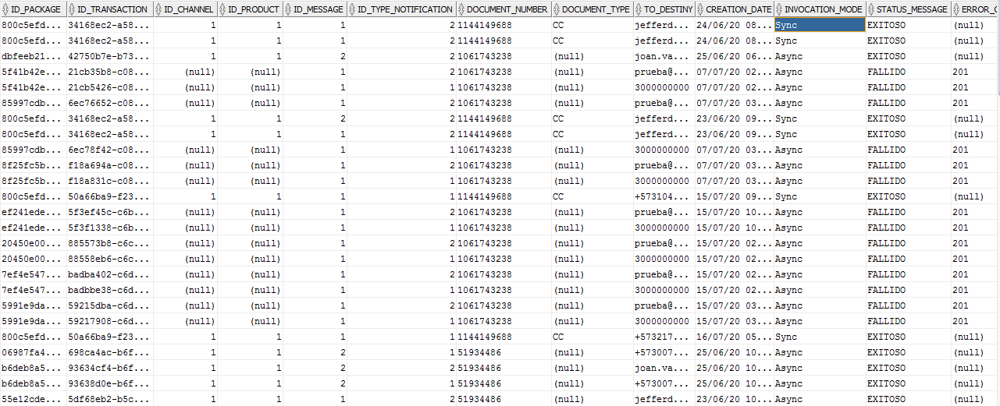 ID_PACKAGE ID_TRANSACTION ID_CHANNEL ID_PRODUCT ID_MESSAGE ID_TYPE_NOTIFICATION DOCUMENT_NUMBER DOCUMENT_TYPE TO_DESTINY CREATION_DATE INVOCATION_MODE STATUS_MESSAGE ERROR_
800c5efd... 34168ec2-a58... 1 1 1 2 1144149688 CC jefferd... 24/06/20 08... Sync EXITOSO (null)
800c5efd... 34168ec2-a58... 1 1 1 2 1144149688 CC jefferd... 24/06/20 08... Sync EXITOSO (null)
dbfeeb21... 42750b7e-b73... 1 1 2 2 1061743238 (null) joan.va... 25/06/20 06... Async EXITOSO (null)
5f41b42e... 21cb35b8-c08... (null) (null) 1 2 1061743238 (null) prueba@... 07/07/20 02... Async FALLIDO 201
5f41b42e... 21cb5426-c08... (null) (null) 1 2 1061743238 (null) 3000000000 07/07/20 02... Async FALLIDO 201
85997cdb... 6ec76652-c08... (null) (null) 1 2 1061743238 (null) prueba@... 07/07/20 03... Async FALLIDO 201
800c5efd... 34168ec2-a58... 1 1 2 2 1144149688 CC jefferd... 23/06/20 09... Sync EXITOSO (null)
800c5efd... 34168ec2-a58... 1 1 1 2 1144149688 CC jefferd... 23/06/20 09... Sync EXITOSO (null)
85997cdb... 6ec78f42-c08... (null) (null) 1 1 1061743238 (null) 3000000000 07/07/20 03... Async FALLIDO 201
8f25fc5b... f18a694a-c08... (null) (null) 1 2 1061743238 (null) prueba@... 07/07/20 03... Async FALLIDO 201
8f25fc5b... f18a831c-c08... (null) (null) 1 1 1061743238 (null) 3000000000 07/07/20 03... Async FALLIDO 201
800c5efd... 50a66ba9-f23... 1 1 1 1 1144149688 CC +573104... 15/07/20 09... Sync EXITOSO (null)
ef241ede... 5f3ef45c-c6b... (null) (null) 1 2 1061743238 (null) prueba@... 15/07/20 10... Async FALLIDO 201
ef241ede... 5f3f1338-c6b... (null) (null) 1 1 1061743238 (null) 3000000000 15/07/20 10... Async FALLIDO 201
20450e00... 885573b8-c6c... (null) (null) 1 2 1061743238 (null) prueba@... 15/07/20 02... Async FALLIDO 201
20450e00... 88558eb6-c6c... (null) (null) 1 1 1061743238 (null) 3000000000 15/07/20 02... Async FALLIDO 201
7ef4e547... badba402-c6d... (null) (null) 1 2 1061743238 (null) prueba@... 15/07/20 02... Async FALLIDO 201
7ef4e547... badbbe38-c6d... (null) (null) 1 2 1061743238 (null) 3000000000 15/07/20 02... Async FALLIDO 201
5991e9da... 59215dba-c6d... (null) (null) 1 2 1061743238 (null) prueba@... 15/07/20 03... Async FALLIDO 201
5991e9da... 59217908-c6d... (null) (null) 1 1 1061743238 (null) 3000000000 15/07/20 03... Async FALLIDO 201
800c5efd... 50a66ba9-f23... 1 1 1 1 1144149688 CC +573217... 16/07/20 05... Sync EXITOSO (null)
06987fa4... 698ca4ac-b6f... 1 1 2 1 51934486 (null) +573007... 25/06/20 10... Async EXITOSO (null)
b6deb8a5... 93634cf4-b6f... 1 1 2 2 51934486 (null) joan.va... 25/06/20 10... Async EXITOSO (null)
b6deb8a5... 93638d0e-b6f... 1 1 2 1 51934486 (null) +573007... 25/06/20 10... Async EXITOSO (null)
55e12cde... 5df68eb2-b5c... 1 1 1 2 51934486 (null) jefferd... 23/06/20 10... Async EXITOSO (null)